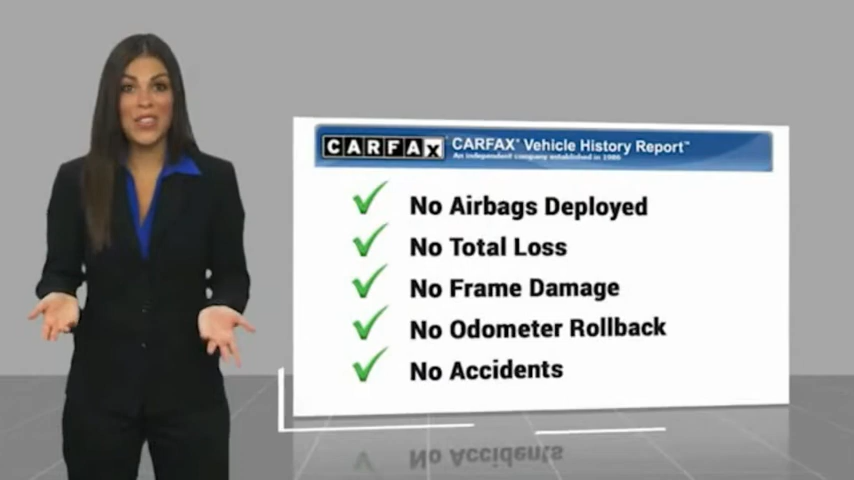 CARFAX CARFAX® Vehicle History Report™
An independent company established in 1986
No Airbags Deployed
No Total Loss
No Frame Damage
No Odometer Rollback
No Accidents
No Accidents